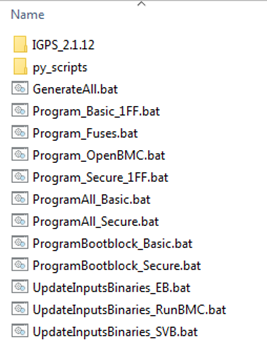 Name
IGPS_2.1.12
py_scripts
GenerateAll.bat
Program_Basic_1FF.bat
Program_Fuses.bat
Program_OpenBMC.bat
Program_Secure_1FF.bat
ProgramAll_Basic.bat
ProgramAll_Secure.bat
ProgramBootblock_Basic.bat
ProgramBootblock_Secure.bat
UpdateInputsBinaries_EB.bat
UpdateInputsBinaries_RunBMC.bat
UpdateInputsBinaries_SVB.bat